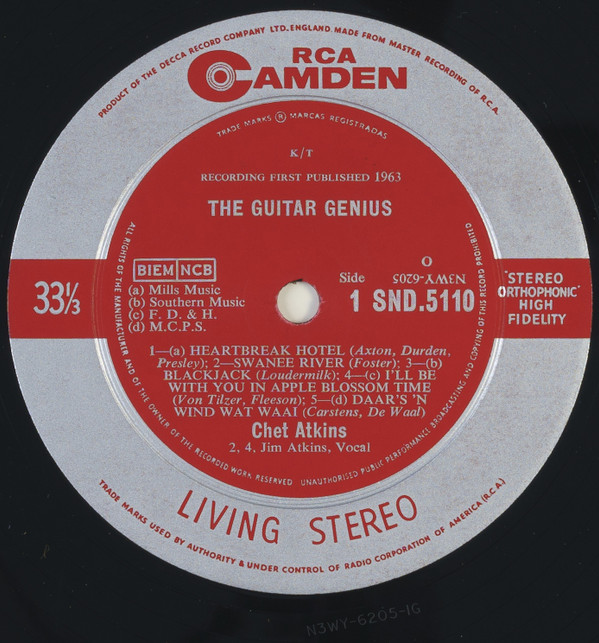 PRODUCT OF THE DECCA RECORD COMPANY LTD. ENGLAND. MADE FROM MASTER RECORDING OF R.C.A.
RCA
CAMDEN
TRADE MARKS ® MARCAS REGISTRADAS
K/T
RECORDING FIRST PUBLISHED 1963
THE GUITAR GENIUS
ALL RIGHTS OF THE MANUFACTURER AND OF THE OWNER OF THE RECORDED WORK RESERVED UNAUTHORISED PUBLIC PERFORMANCE BROADCASTING AND COPYING OF THIS RECORD PROHIBITED
33⅓
BIEM NCB
(a) Mills Music
(b) Southern Music
(c) F. D. & H.
(d) M.C.P.S.
Side
1
O
N3WY-6205
SND.5110
"STEREO
ORTHOPHONIC"
HIGH
FIDELITY
1—(a) HEARTBREAK HOTEL (Axton, Durden,
Presley); 2—SWANEE RIVER (Foster); 3—(b)
BLACKJACK (Loudermilk); 4—(c) I'LL BE
WITH YOU IN APPLE BLOSSOM TIME
(Von Tilzer, Fleeson); 5—(d) DAAR'S 'N
WIND WAT WAAI (Carstens, De Waal)
Chet Atkins
2, 4, Jim Atkins, Vocal
LIVING STEREO
TRADE MARKS USED BY AUTHORITY & UNDER CONTROL OF RADIO CORPORATION OF AMERICA (R.C.A.)
N3WY-6205-1G